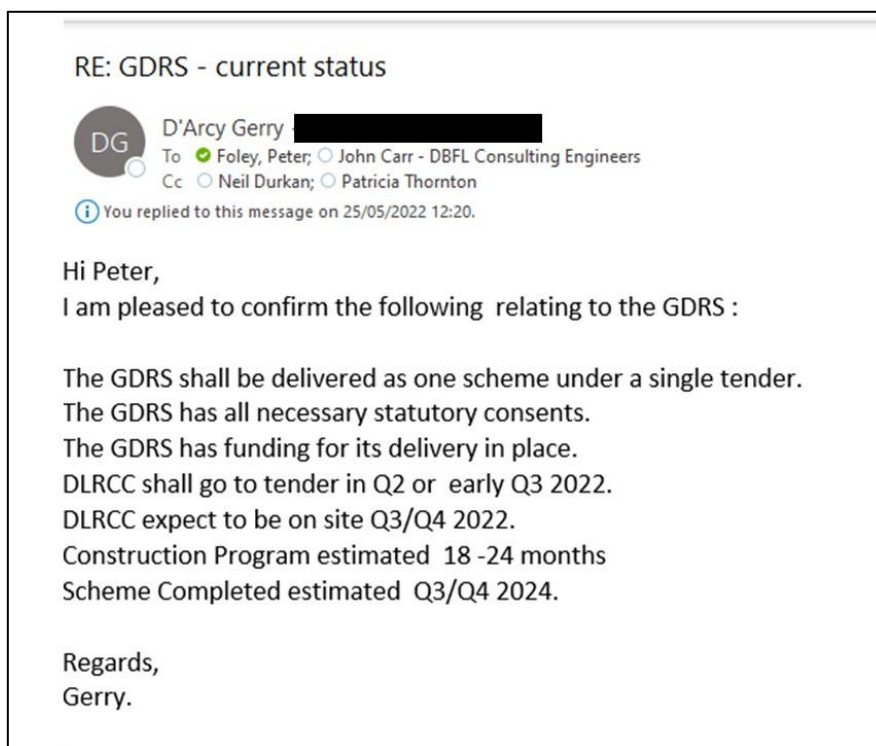 RE: GDRS - current status
DG
D'Arcy Gerry -
To Foley, Peter; John Carr - DBFL Consulting Engineers
Cc Neil Durkan; Patricia Thornton
You replied to this message on 25/05/2022 12:20.
Hi Peter,
I am pleased to confirm the following relating to the GDRS :
The GDRS shall be delivered as one scheme under a single tender.
The GDRS has all necessary statutory consents.
The GDRS has funding for its delivery in place.
DLRCC shall go to tender in Q2 or early Q3 2022.
DLRCC expect to be on site Q3/Q4 2022.
Construction Program estimated 18 -24 months
Scheme Completed estimated Q3/Q4 2024.
Regards,
Gerry.